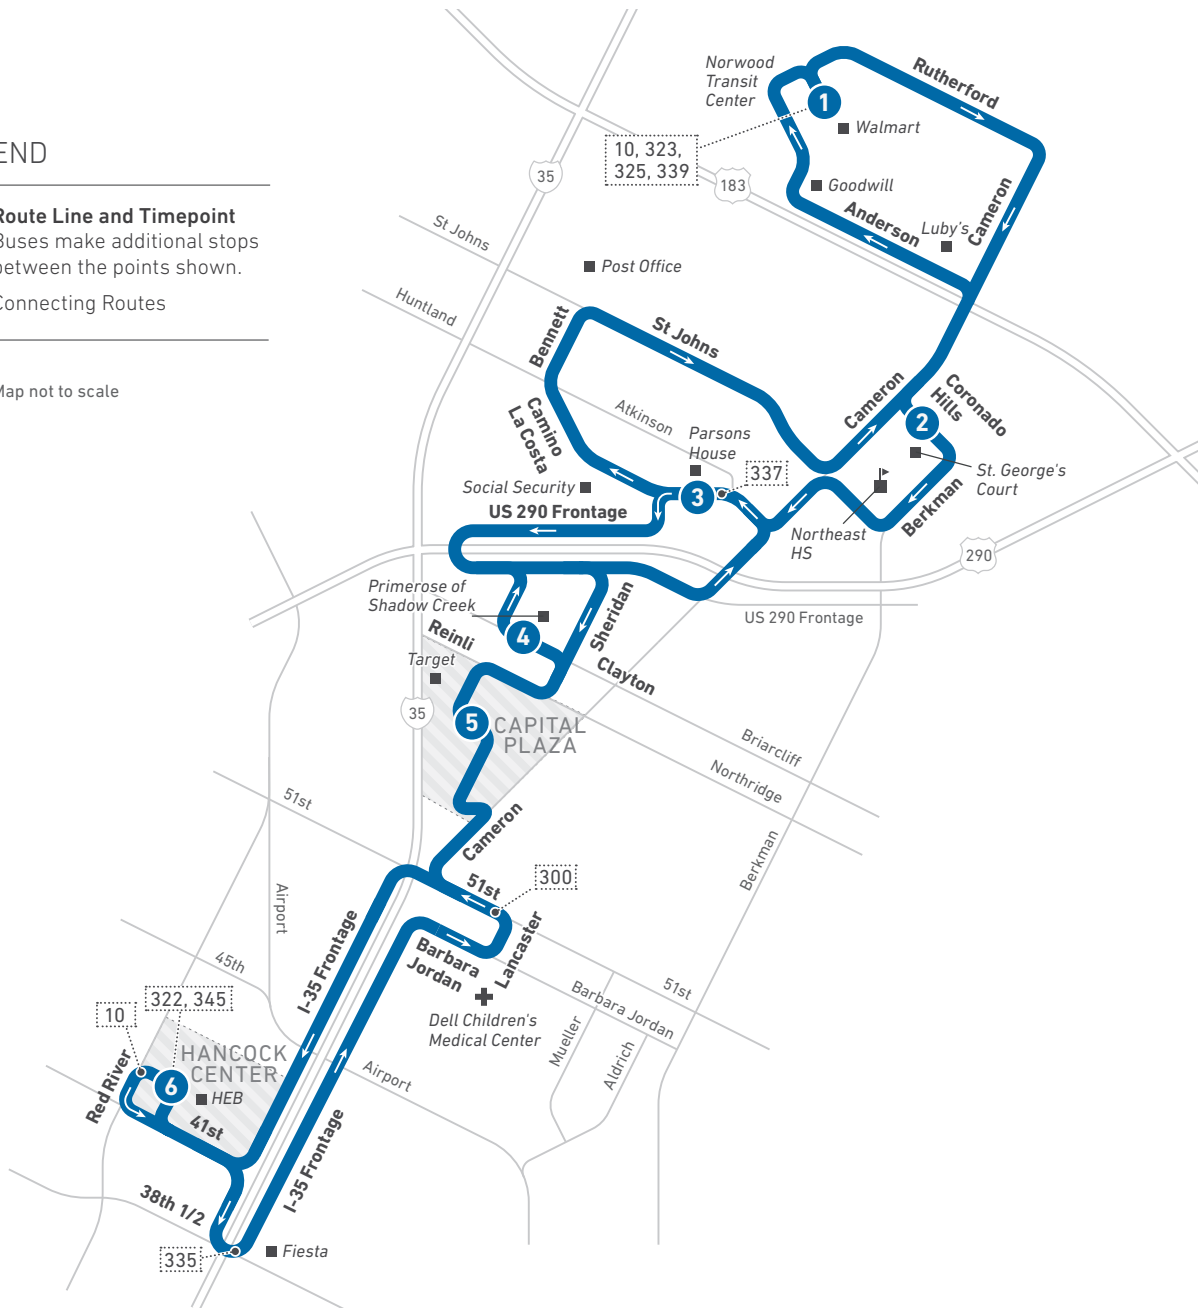 END
Route Line and Timepoint
Buses make additional stops
between the points shown.
Connecting Routes
Map not to scale
Norwood
Transit
Center
1
Walmart
Rutherford
10, 323,
325, 339
35
183
Goodwill
Anderson
Luby's
Cameron
St Johns
Post Office
Huntland
Bennett
St Johns
Camino
La Costa
Atkinson
Parsons
House
Cameron
Coronado
Hills
2
St. George's
Court
337
3
Social Security
US 290 Frontage
Northeast
HS
Berkman
290
US 290 Frontage
Primerose of
Shadow Creek
4
Sheridan
Reinli
Target
Clayton
35
5
CAPITAL
PLAZA
Briarcliff
Northridge
51st
Cameron
Berkman
300
51st
Airport
Lancaster
I-35 Frontage
Barbara
Jordan
45th
51st
Barbara Jordan
Dell Children's
Medical Center
Mueller
Aldrich
322, 345
10
HANCOCK
CENTER
6
HEB
Red River
41st
Airport
I-35 Frontage
38th 1/2
335
Fiesta